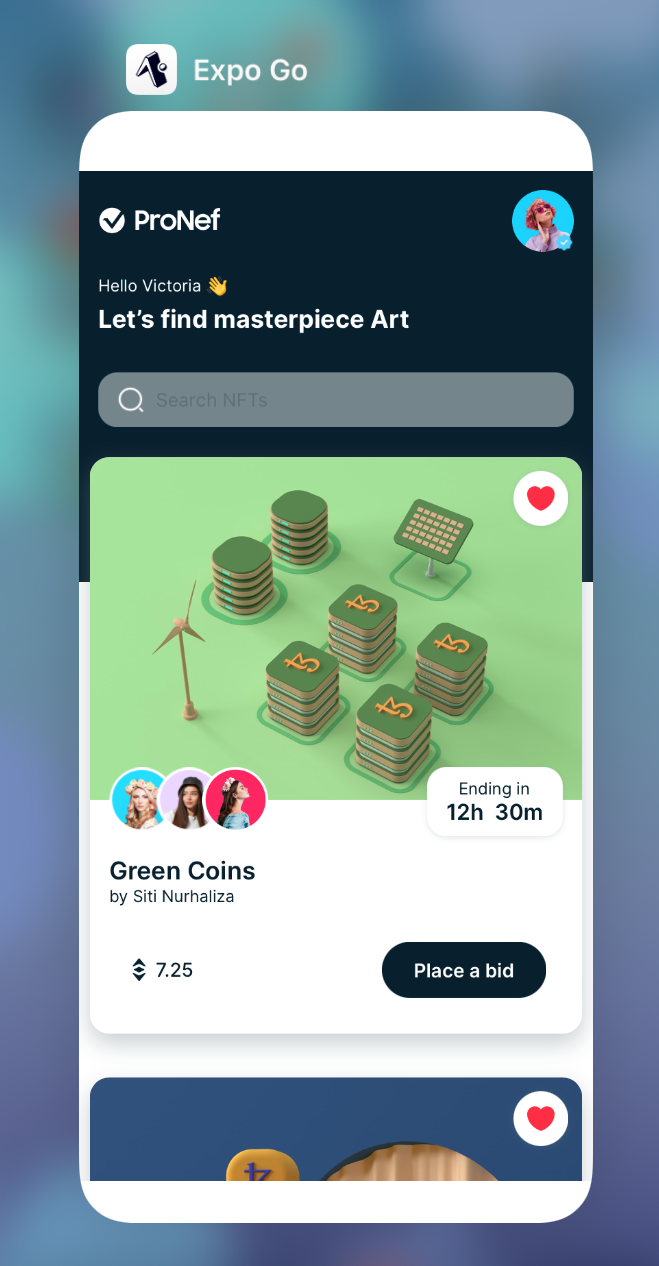 Expo Go
ProNef
Hello Victoria 👋
Let’s find masterpiece Art
Search NFTs
Ending in
12h 30m
Green Coins
by Siti Nurhaliza
7.25
Place a bid